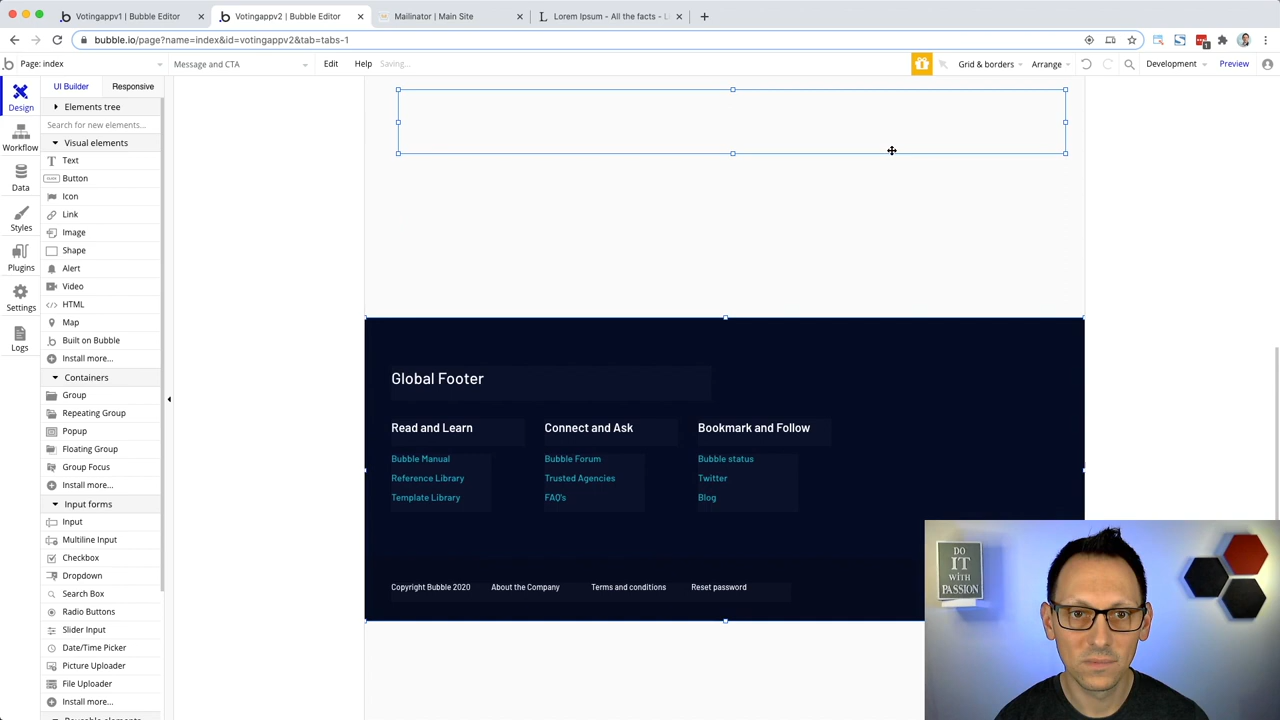 Votingappv1 | Bubble Editor
Votingappv2 | Bubble Editor
Mailinator | Main Site
Lorem Ipsum - All the facts - Li
bubble.io/page?name=index&id=votingappv2&tab=tabs-1
Page: index
Message and CTA
Edit
Help
Saving...
Grid & borders
Arrange
Development
Preview
Design
Workflow
Data
Styles
Plugins
Settings
Logs
UI Builder
Responsive
Elements tree
Search for new elements...
Visual elements
Text
Button
Icon
Link
Image
Shape
Alert
Video
HTML
Map
Built on Bubble
Install more...
Containers
Group
Repeating Group
Popup
Floating Group
Group Focus
Install more...
Input forms
Input
Multiline Input
Checkbox
Dropdown
Search Box
Radio Buttons
Slider Input
Date/Time Picker
Picture Uploader
File Uploader
Install more...
Global Footer
Read and Learn
Bubble Manual
Reference Library
Template Library
Connect and Ask
Bubble Forum
Trusted Agencies
FAQ's
Bookmark and Follow
Bubble status
Twitter
Blog
Copyright Bubble 2020
About the Company
Terms and conditions
Reset password
DO
IT
WITH
PASSION